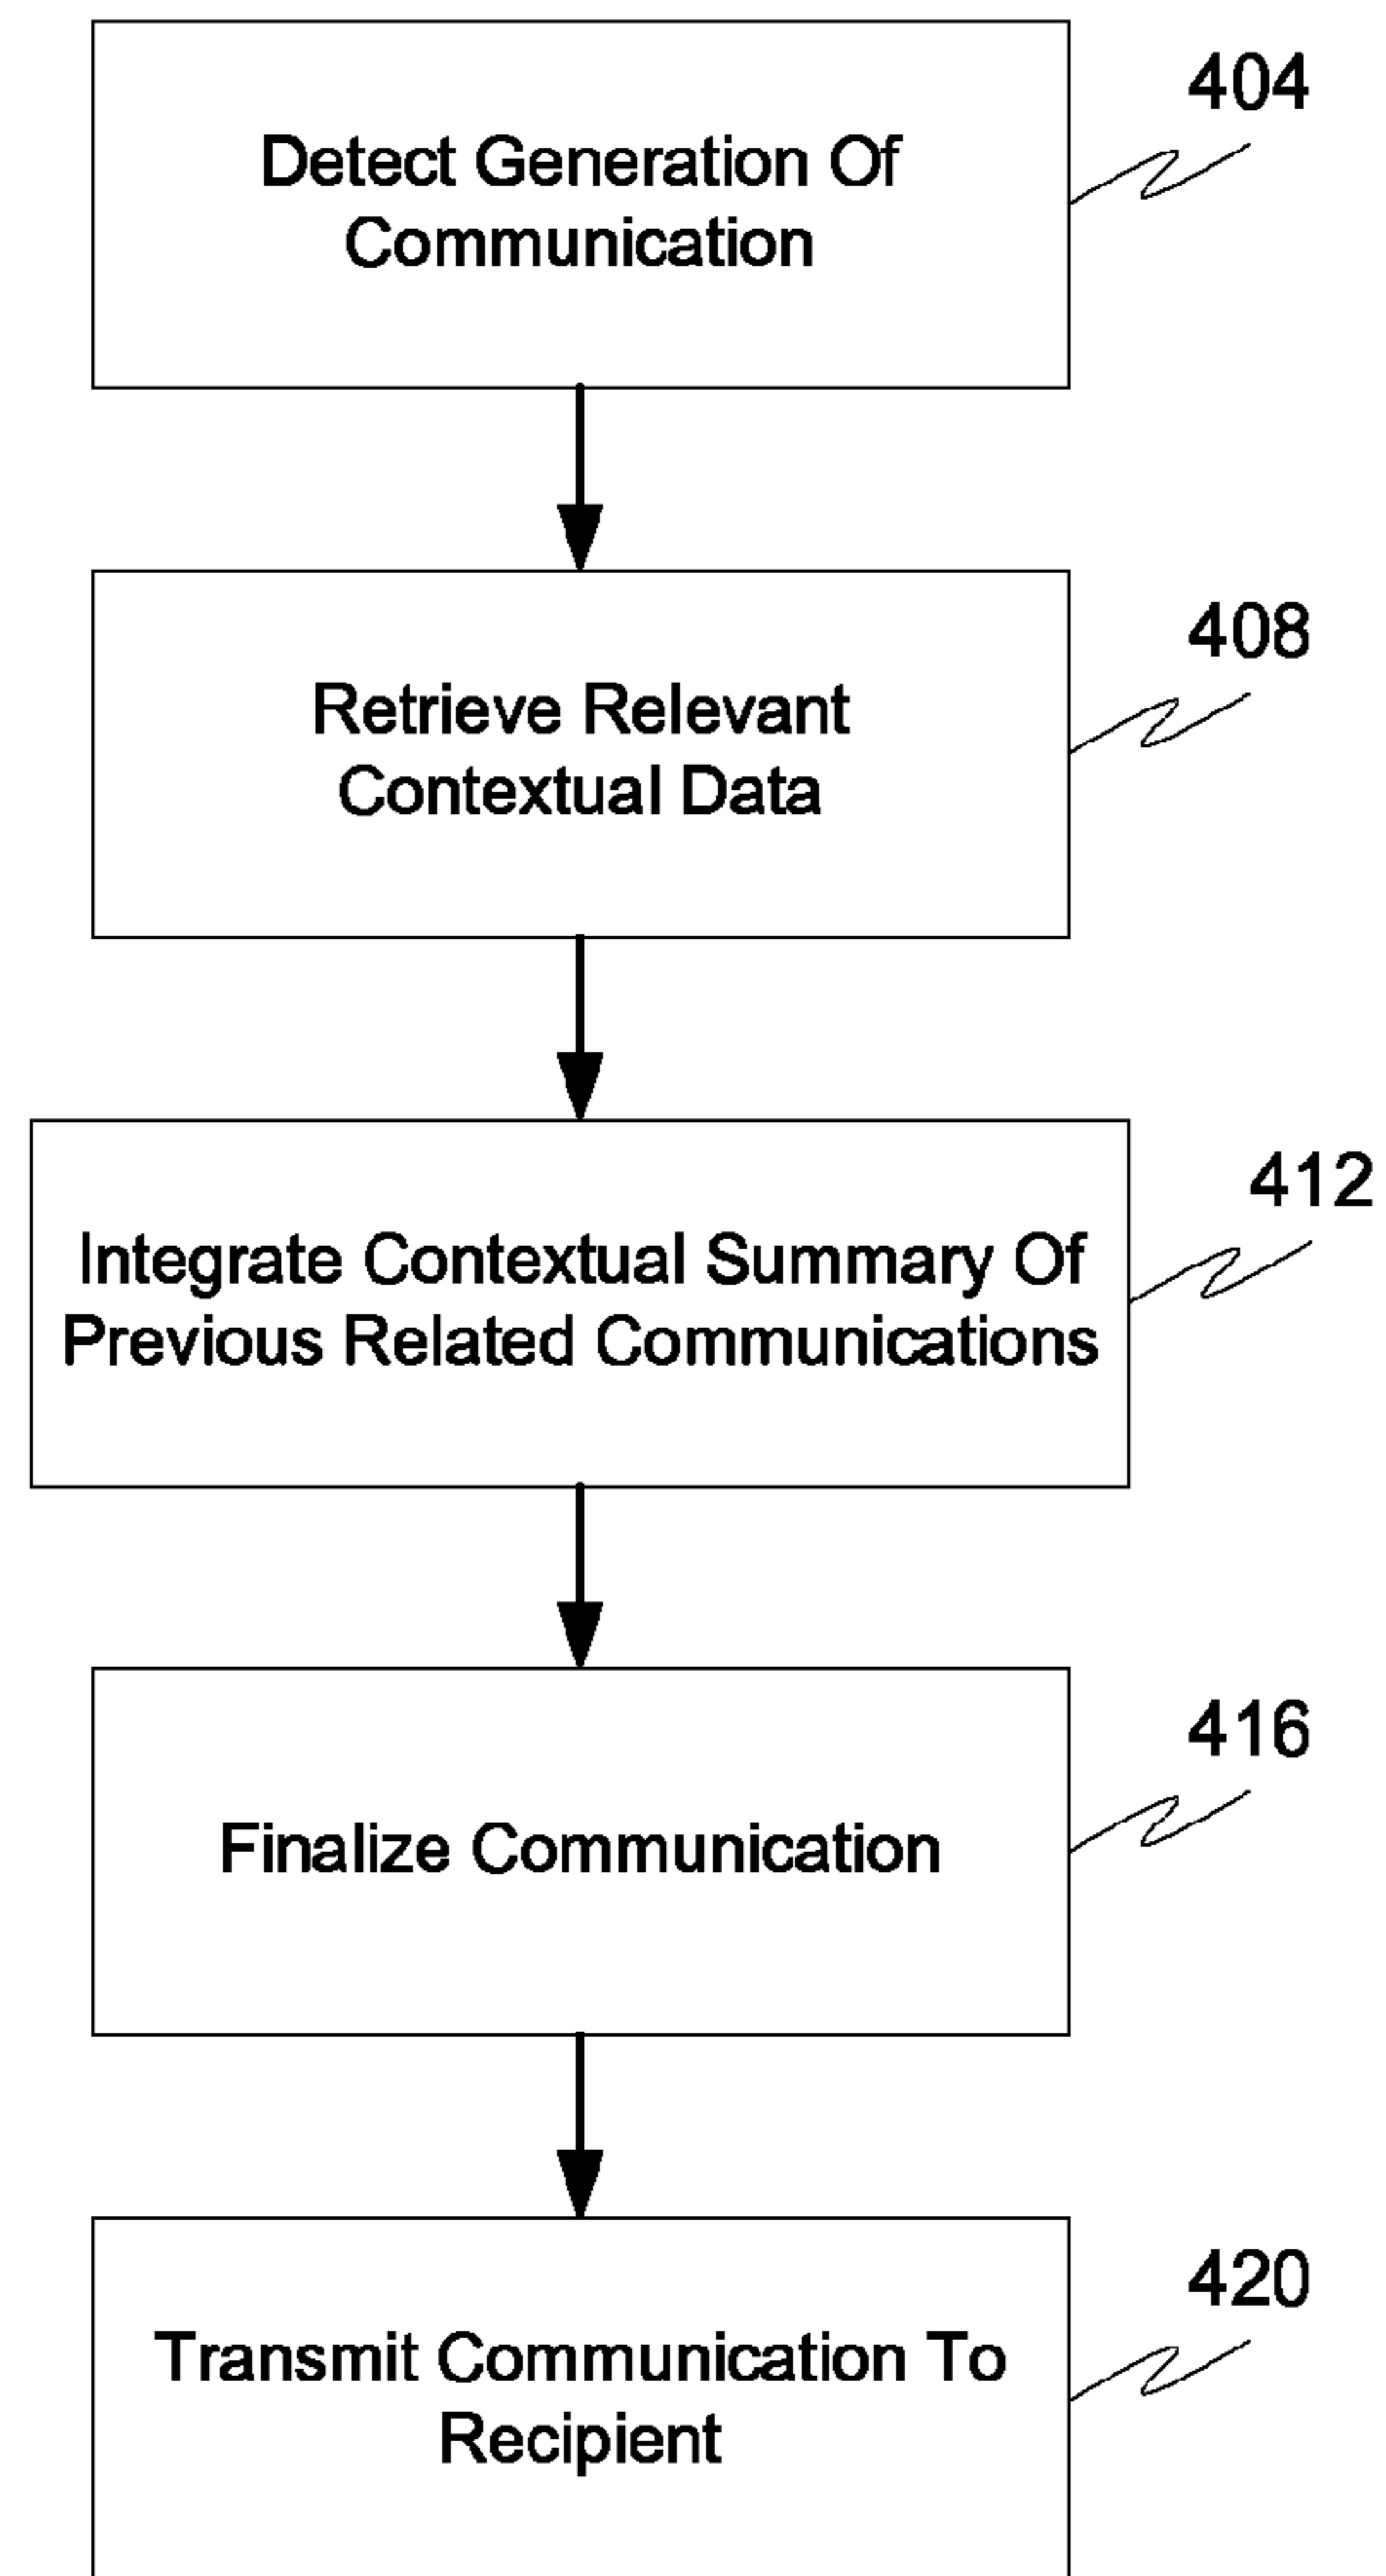 404
Detect Generation Of
Communication
408
Retrieve Relevant
Contextual Data
412
Integrate Contextual Summary Of
Previous Related Communications
416
Finalize Communication
420
Transmit Communication To
Recipient